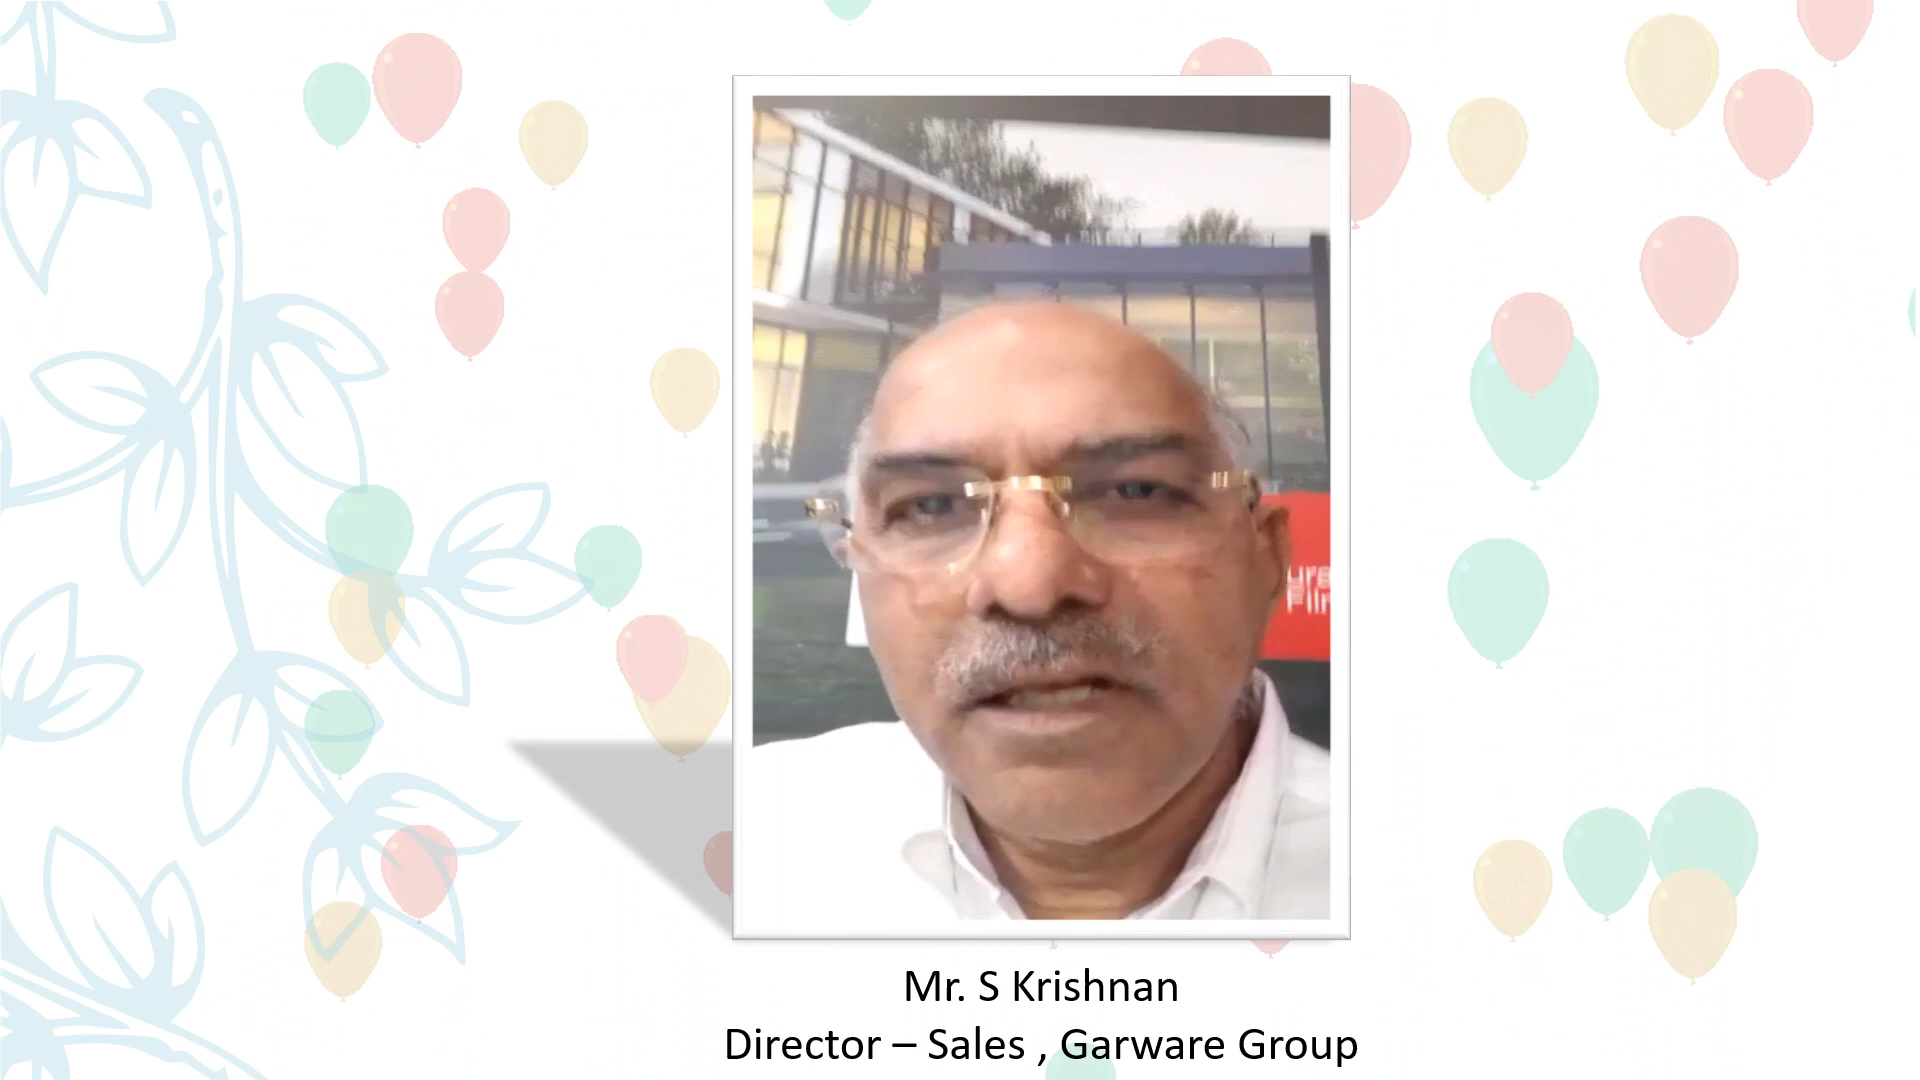 Mr. S Krishnan
Director – Sales , Garware Group